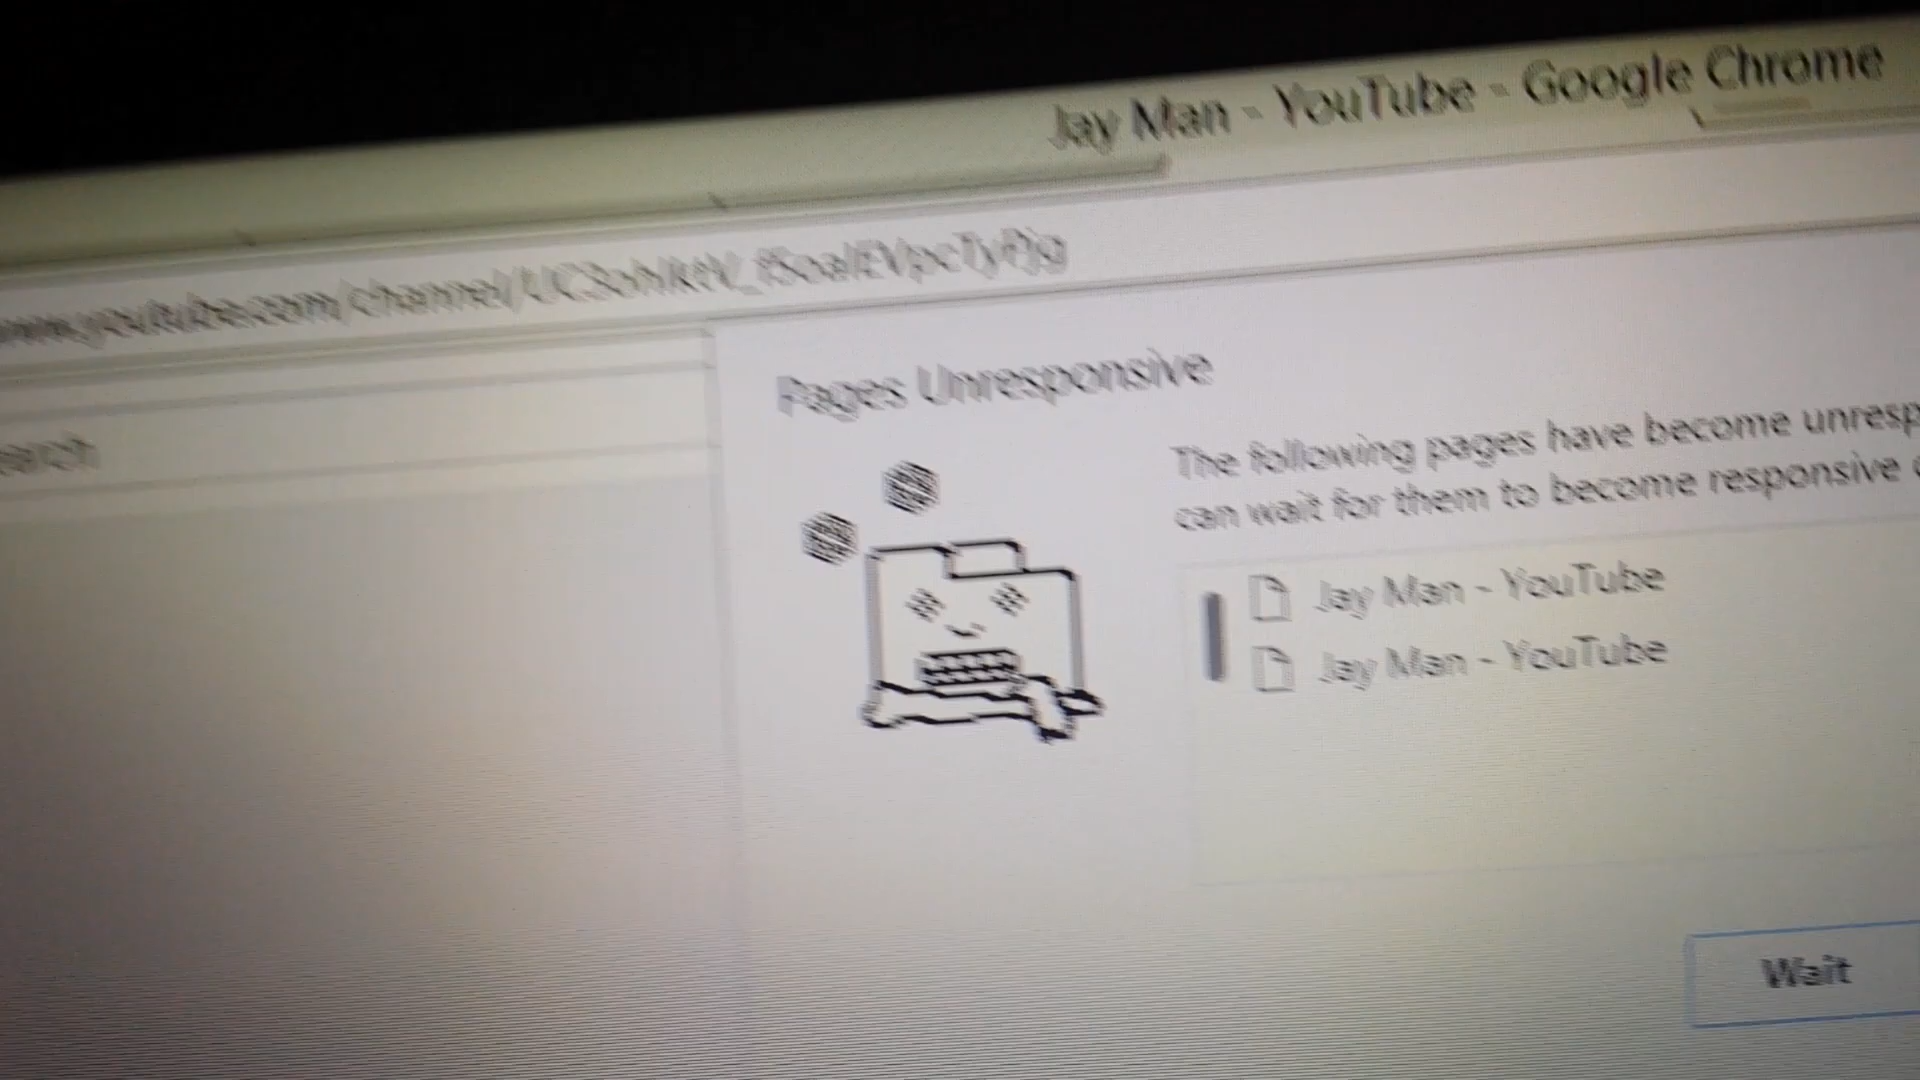 Jay Man - YouTube - Google Chrome
Pages Unresponsive
The following pages have become unresp
can wait for them to become responsive
Jay Man - YouTube
Jay Man - YouTube
Wait